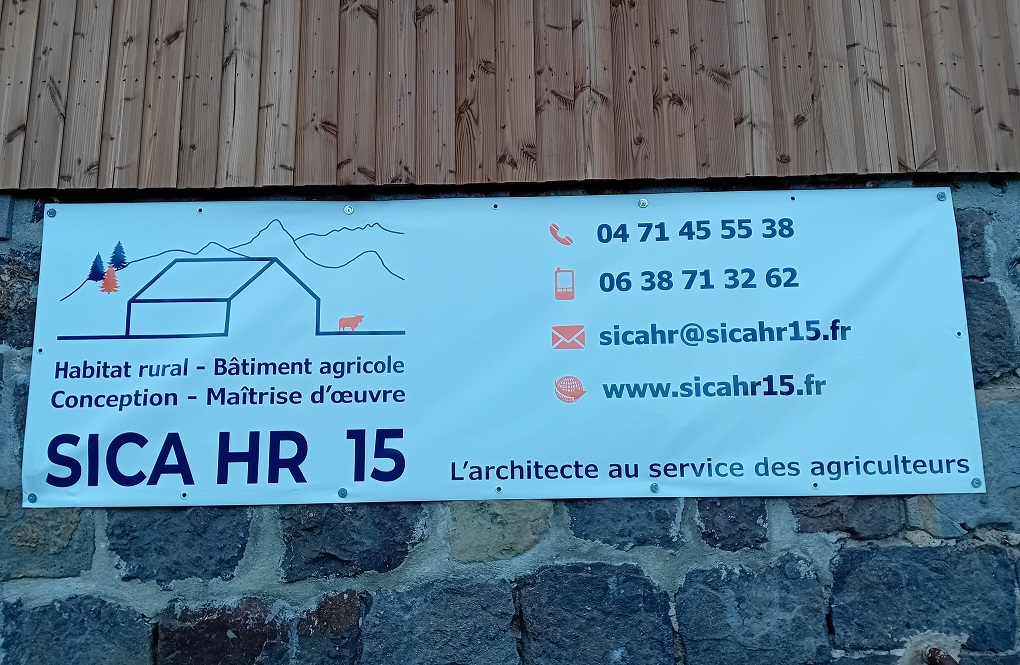 Habitat rural - Bâtiment agricole
Conception - Maîtrise d'œuvre
SICA HR 15
04 71 45 55 38
06 38 71 32 62
sicahr@sicahr15.fr
www.sicahr15.fr
L'architecte au service des agriculteurs